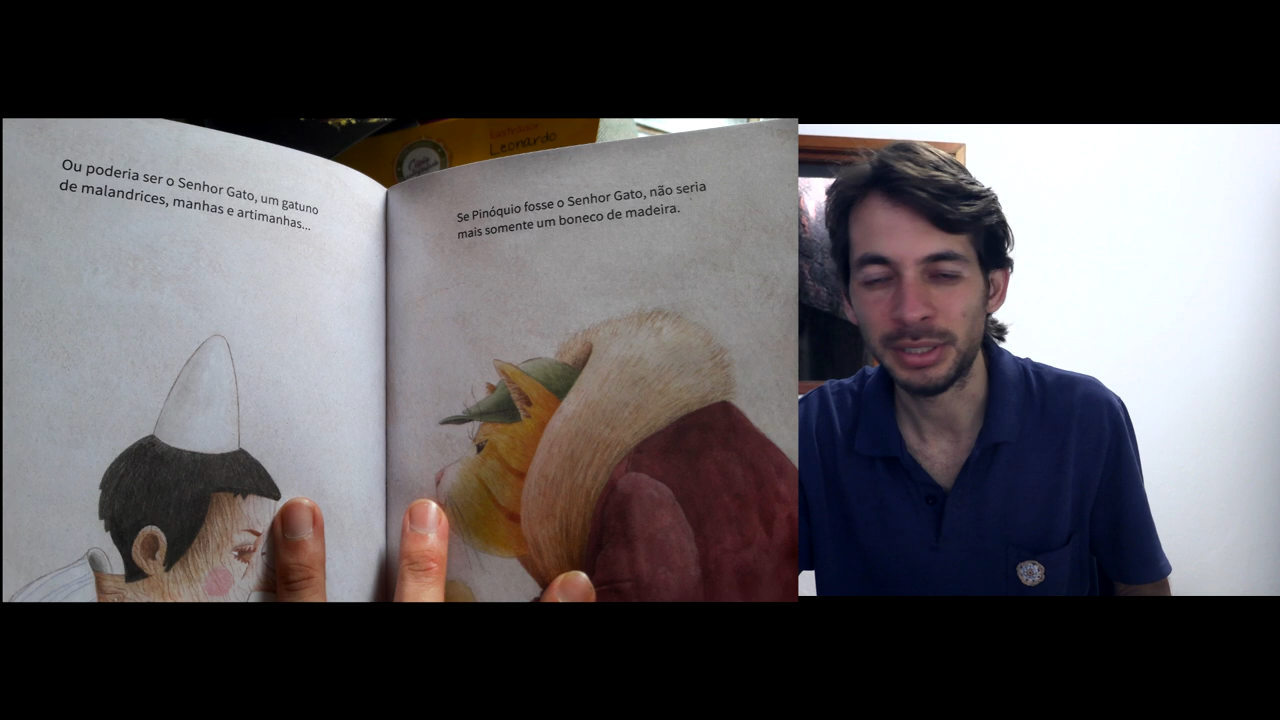 Ou poderia ser o Senhor Gato, um gatuno
de malandrices, manhas e artimanhas...
Se Pinóquio fosse o Senhor Gato, não seria
mais somente um boneco de madeira.
Leonardo